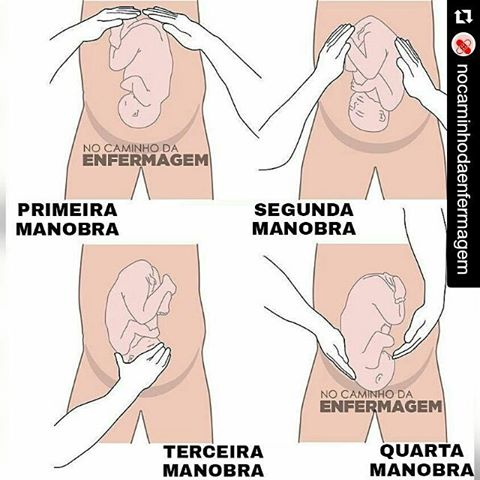 NO CAMINHO DA
ENFERMAGEM
PRIMEIRA
MANOBRA
SEGUNDA
MANOBRA
nocaminhodaenfermagem
NO CAMINHO DA
ENFERMAGEM
TERCEIRA
MANOBRA
QUARTA
MANOBRA